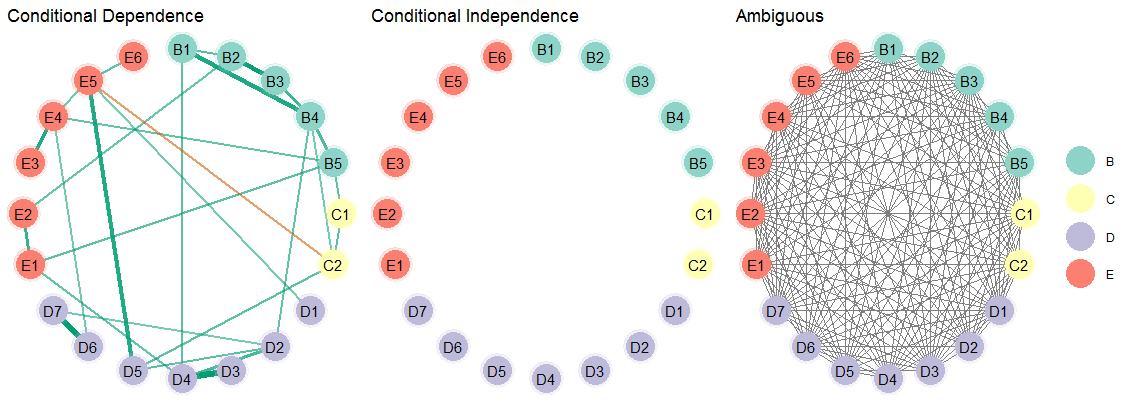 Conditional Dependence
Conditional Independence
Ambiguous
B1
B2
B3
B4
B5
C1
C2
D1
D2
D3
D4
D5
D6
D7
E1
E2
E3
E4
E5
E6
B1
B2
B3
B4
B5
C1
C2
D1
D2
D3
D4
D5
D6
D7
E1
E2
E3
E4
E5
E6
B1
B2
B3
B4
B5
C1
C2
D1
D2
D3
D4
D5
D6
D7
E1
E2
E3
E4
E5
E6
B
C
D
E